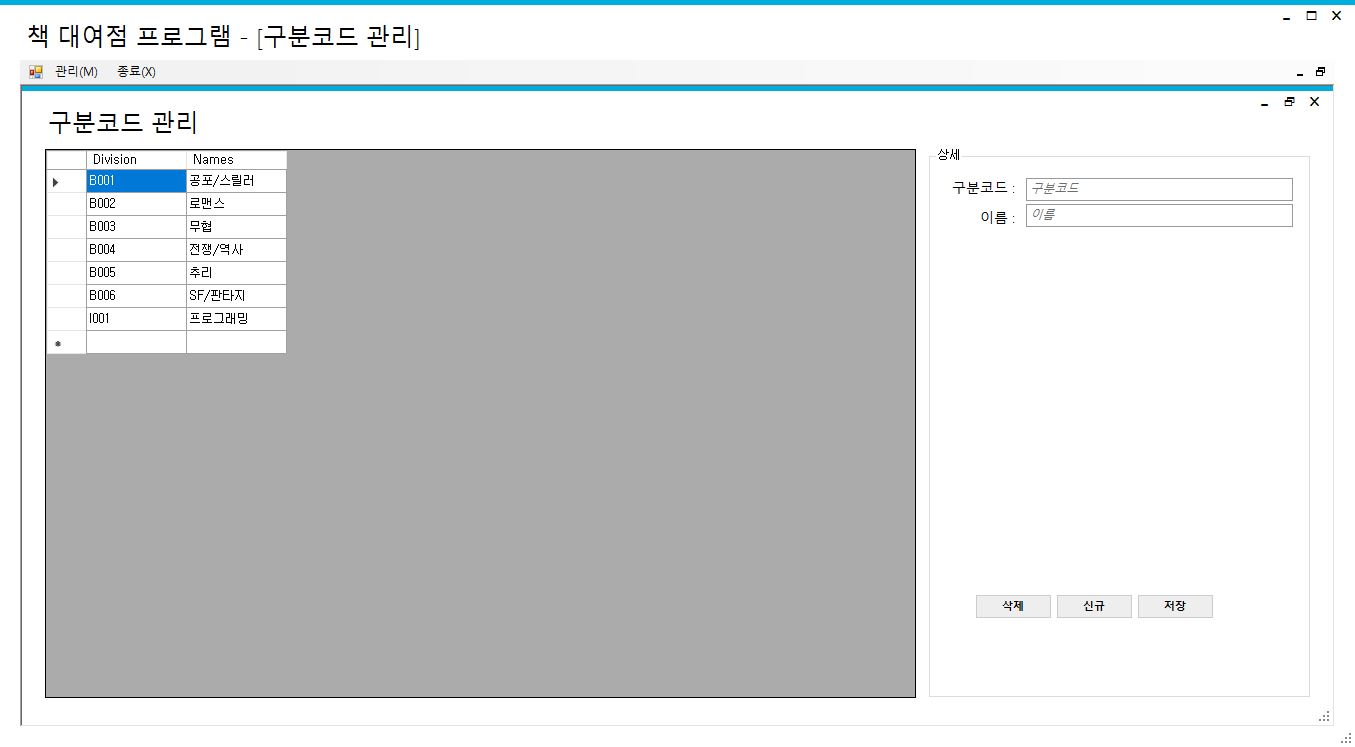 책 대여점 프로그램 - [구분코드 관리]
관리(M) 종료(X)
구분코드 관리
Division Names
B001 공포/스릴러
B002 로맨스
B003 무협
B004 전쟁/역사
B005 추리
B006 SF/판타지
I001 프로그래밍
상세
구분코드 : 구분코드
이름 : 이름
삭제 신규 저장